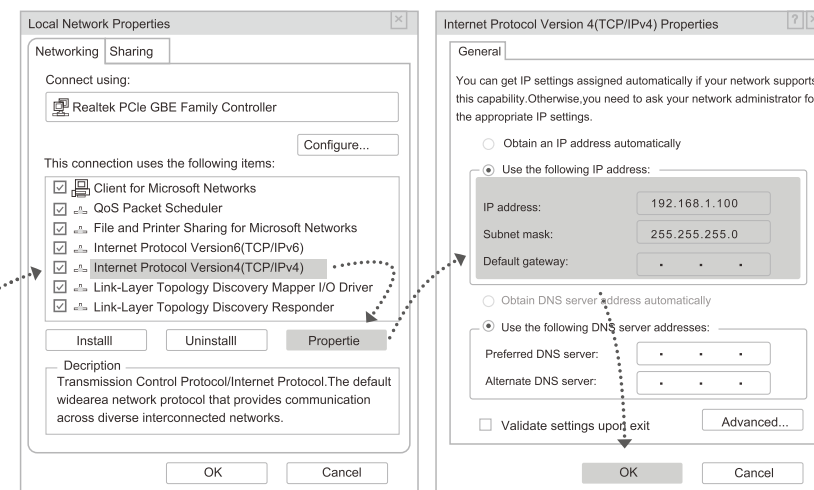 Local Network Properties
Networking
Sharing
Connect using:
Realtek PCIe GBE Family Controller
Configure...
This connection uses the following items:
Client for Microsoft Networks
QoS Packet Scheduler
File and Printer Sharing for Microsoft Networks
Internet Protocol Version6(TCP/IPv6)
Internet Protocol Version4(TCP/IPv4)
Link-Layer Topology Discovery Mapper I/O Driver
Link-Layer Topology Discovery Responder
Installl
Uninstalll
Propertie
Decription
Transmission Control Protocol/Internet Protocol.The default
widearea network protocol that provides communication
across diverse interconnected networks.
OK
Cancel
Internet Protocol Version 4(TCP/IPv4) Properties
?
General
You can get IP settings assigned automatically if your network supports
this capability.Otherwise,you need to ask your network administrator fo
the appropriate IP settings.
Obtain an IP address automatically
Use the following IP address:
IP address:
192.168.1.100
Subnet mask:
255.255.255.0
Default gateway:
. . .
Obtain DNS server address automatically
Use the following DNS server addresses:
Preferred DNS server:
. . .
Alternate DNS server:
. . .
Validate settings upon exit
Advanced...
OK
Cancel